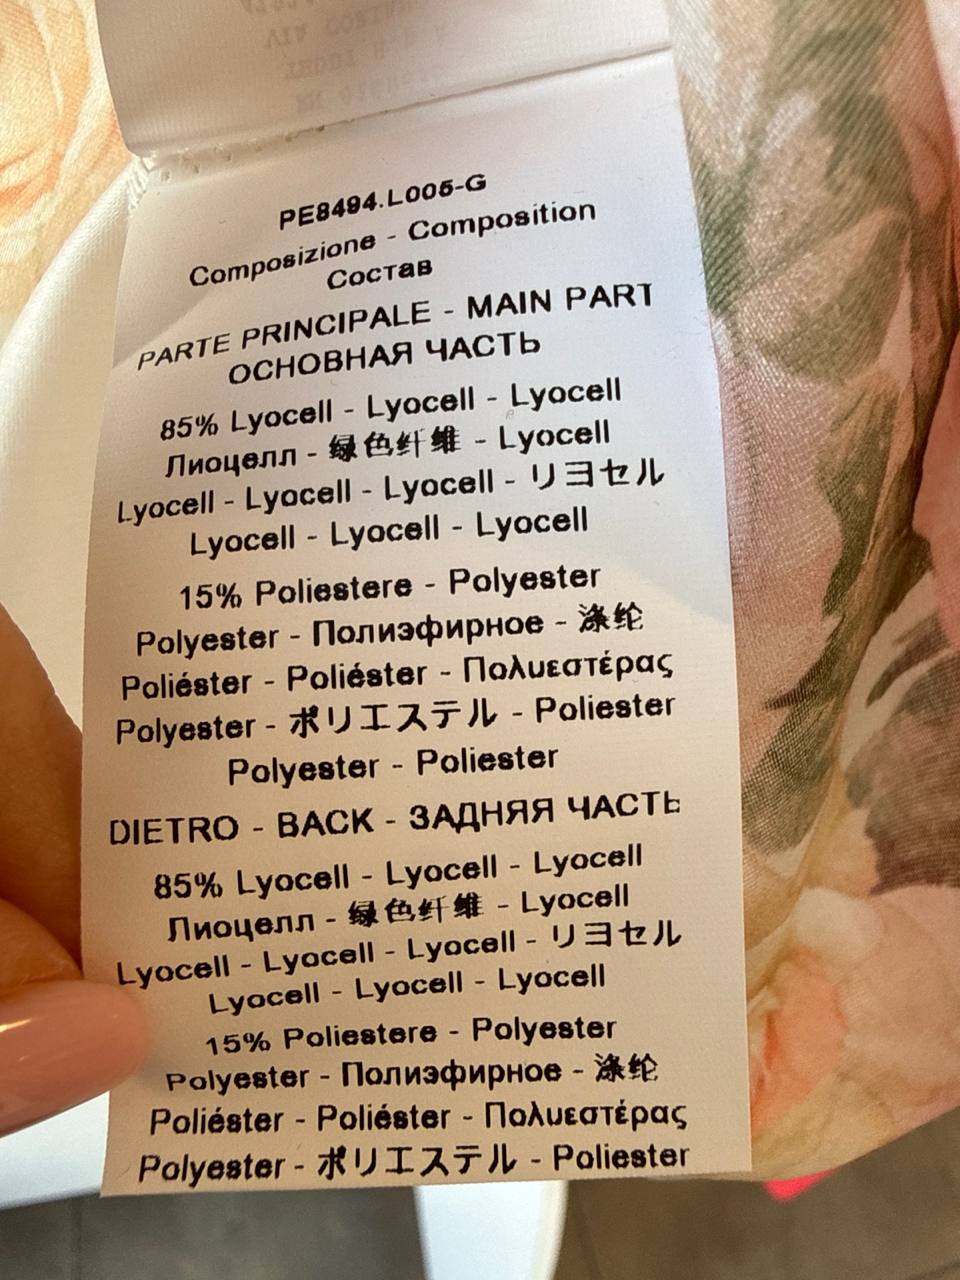 PE8494.L005-G
Composizione - Composition
Состав
PARTE PRINCIPALE - MAIN PART
ОСНОВНАЯ ЧАСТЬ
85% Lyocell - Lyocell - Lyocell
Лиоцелл - 绿色纤维 - Lyocell
Lyocell - Lyocell - Lyocell - リヨセル
Lyocell - Lyocell - Lyocell
15% Poliestere - Polyester
Polyester - Полиэфирное - 涤纶
Poliéster - Poliéster - Πολυεστέρας
Polyester - ポリエステル - Poliester
Polyester - Poliester
DIETRO - BACK - ЗАДНЯЯ ЧАСТЬ
85% Lyocell - Lyocell - Lyocell
Лиоцелл - 绿色纤维 - Lyocell
Lyocell - Lyocell - Lyocell - リヨセル
Lyocell - Lyocell - Lyocell
15% Poliestere - Polyester
Polyester - Полиэфирное - 涤纶
Poliéster - Poliéster - Πολυεστέρας
Polyester - ポリエステル - Poliester